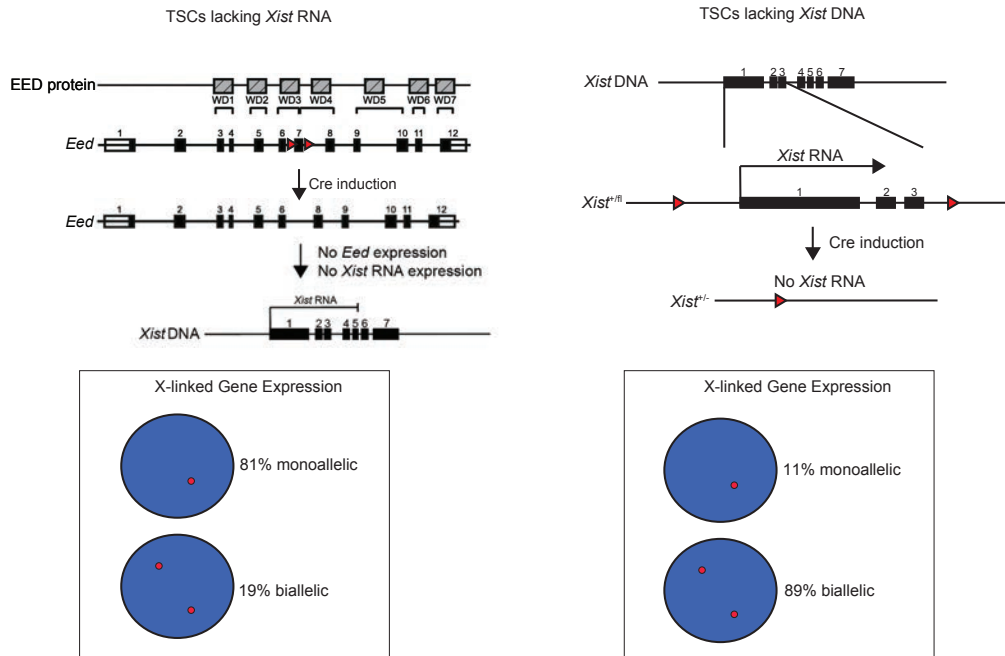 TSCs lacking Xist RNA
EED protein
WD1 WD2 WD3 WD4 WD5 WD6 WD7
Eed
1 2 3 4 5 6 7 8 9 10 11 12
Cre induction
Eed
1 2 3 4 5 6 8 9 10 11 12
No Eed expression
No Xist RNA expression
Xist RNA
Xist DNA
1 2 3 4 5 6 7
X-linked Gene Expression
81% monoallelic
19% biallelic
TSCs lacking Xist DNA
Xist DNA
1 2 3 4 5 6 7
Xist RNA
Xist+/fl
1 2 3
Cre induction
No Xist RNA
Xist+/-
X-linked Gene Expression
11% monoallelic
89% biallelic